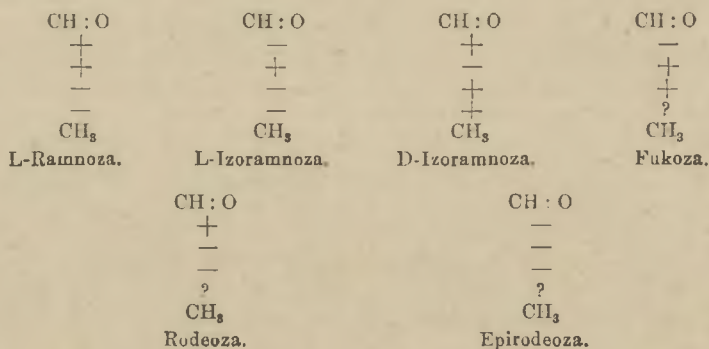 CH : O CH : O CH : O CH : O
+ — + —
+ + — +
— — + +
— — + ?
CH₃ CH₃ CH₃ CH₃
L-Ramnoza. L-Izoramnoza. D-Izoramnoza. Fukoza.
CH : O CH : O
+ —
— —
— —
? ?
CH₃ CH₃
Rodeoza. Epirodeoza.